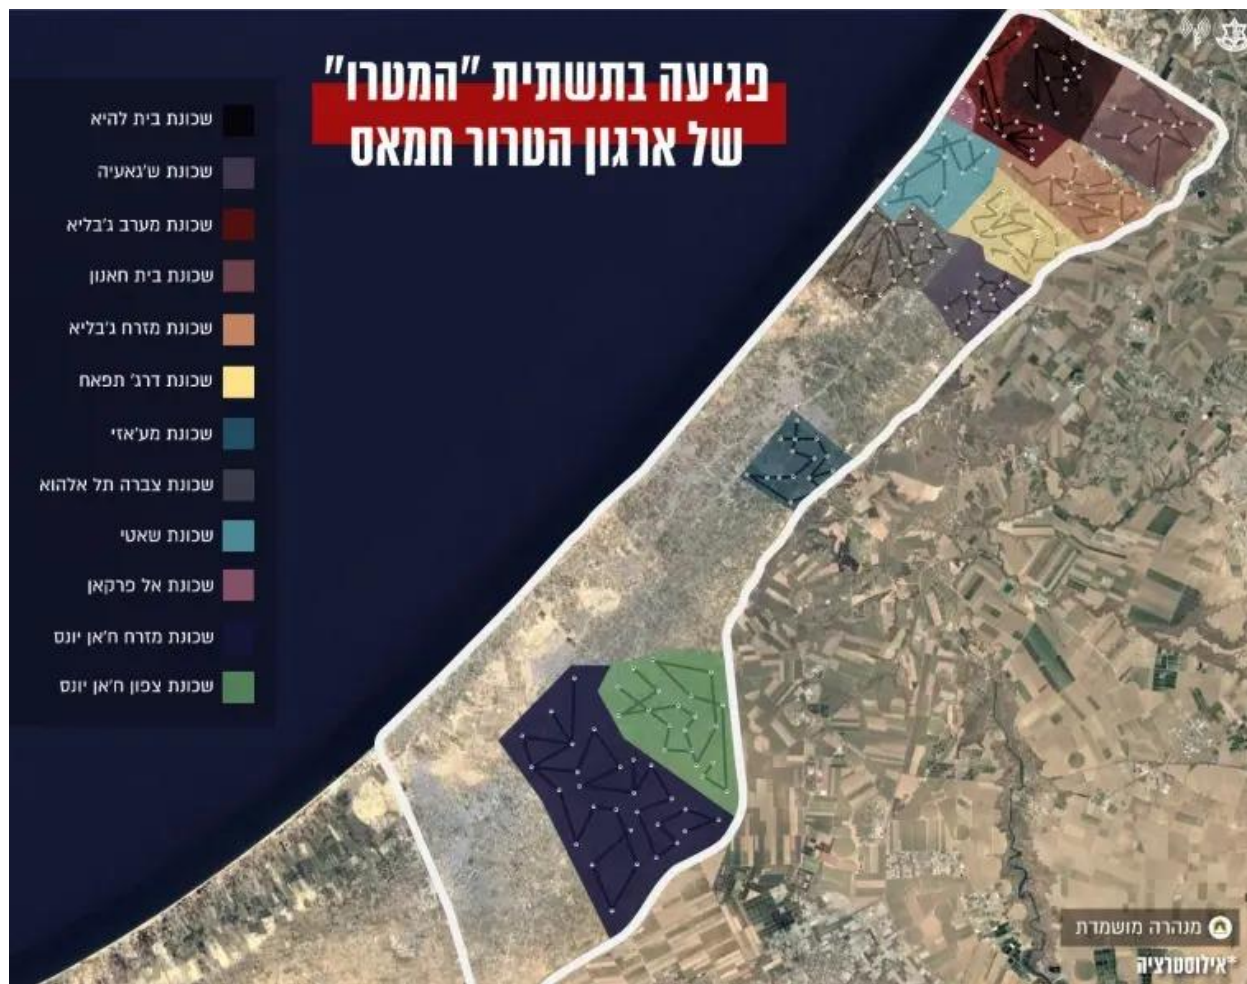 פגיעה בתשתית "המטרו"
של ארגון הטרור חמאס
שכונת בית להיא
שכונת ש'גאעיה
שכונת מערב ג'בליא
שכונת בית חאנון
שכונת מזרח ג'בליא
שכונת דרג' תפאח
שכונת מע'אזי
שכונת צברה תל אלהוא
שכונת שאטי
שכונת אל פרקאן
שכונת מזרח ח'אן יונס
שכונת צפון ח'אן יונס
מנהרה מושמדת
*אילוסטרציה